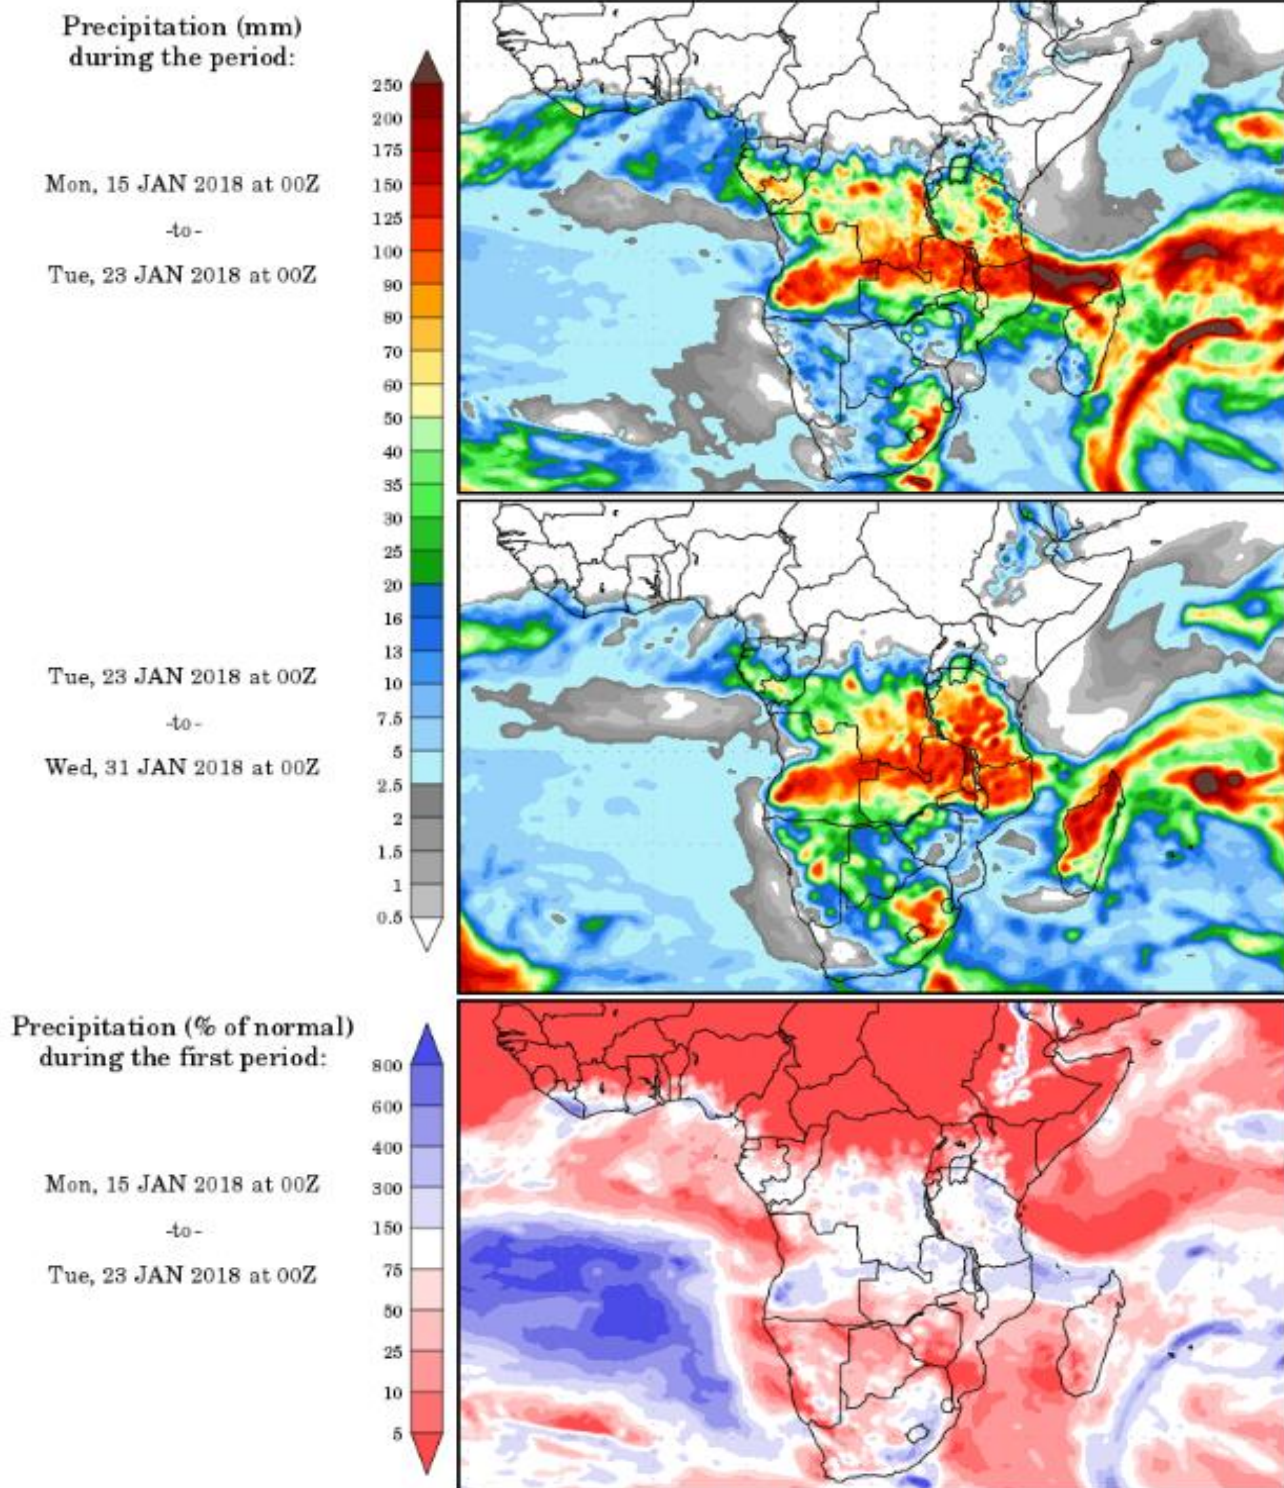 Precipitation (mm)
during the period:
250
200
175
150
125
100
90
80
70
60
50
40
35
30
25
20
16
13
10
7.5
5
2.5
2
1.5
1
0.5
Mon, 15 JAN 2018 at 00Z
-to-
Tue, 23 JAN 2018 at 00Z
Tue, 23 JAN 2018 at 00Z
-to-
Wed, 31 JAN 2018 at 00Z
Precipitation (% of normal)
during the first period:
800
600
400
300
150
75
50
25
10
5
Mon, 15 JAN 2018 at 00Z
-to-
Tue, 23 JAN 2018 at 00Z